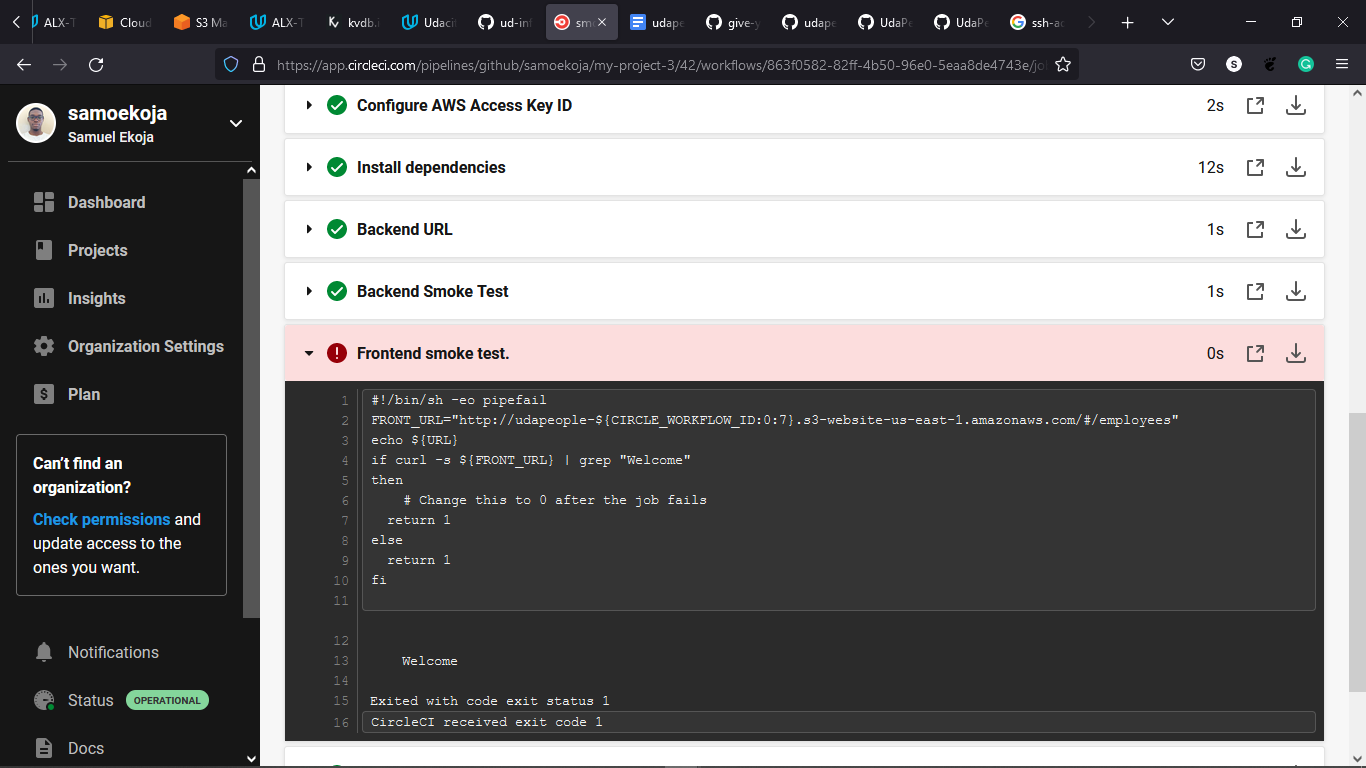 ALX-T
Cloud
S3 Ma
ALX-T
kvdb.i
Udaci
ud-inf
smo
udape
give-y
udape
UdaPe
UdaPe
ssh-ad
https://app.circleci.com/pipelines/github/samoekoja/my-project-3/42/workflows/863f0582-82ff-4b50-96e0-5eaa8de4743e/jo
S
samoekoja
Samuel Ekoja
Dashboard
Projects
Insights
Organization Settings
Plan
Can't find an
organization?
Check permissions and
update access to the
ones you want.
Notifications
Status OPERATIONAL
Docs
Configure AWS Access Key ID 2s
Install dependencies 12s
Backend URL 1s
Backend Smoke Test 1s
Frontend smoke test. 0s
1 #!/bin/sh -eo pipefail
2 FRONT_URL="http://udapeople-${CIRCLE_WORKFLOW_ID:0:7}.s3-website-us-east-1.amazonaws.com/#/employees"
3 echo ${URL}
4 if curl -s ${FRONT_URL} | grep "Welcome"
5 then
6 # Change this to 0 after the job fails
7 return 1
8 else
9 return 1
10 fi
11
12
13 Welcome
14
15 Exited with code exit status 1
16 CircleCI received exit code 1